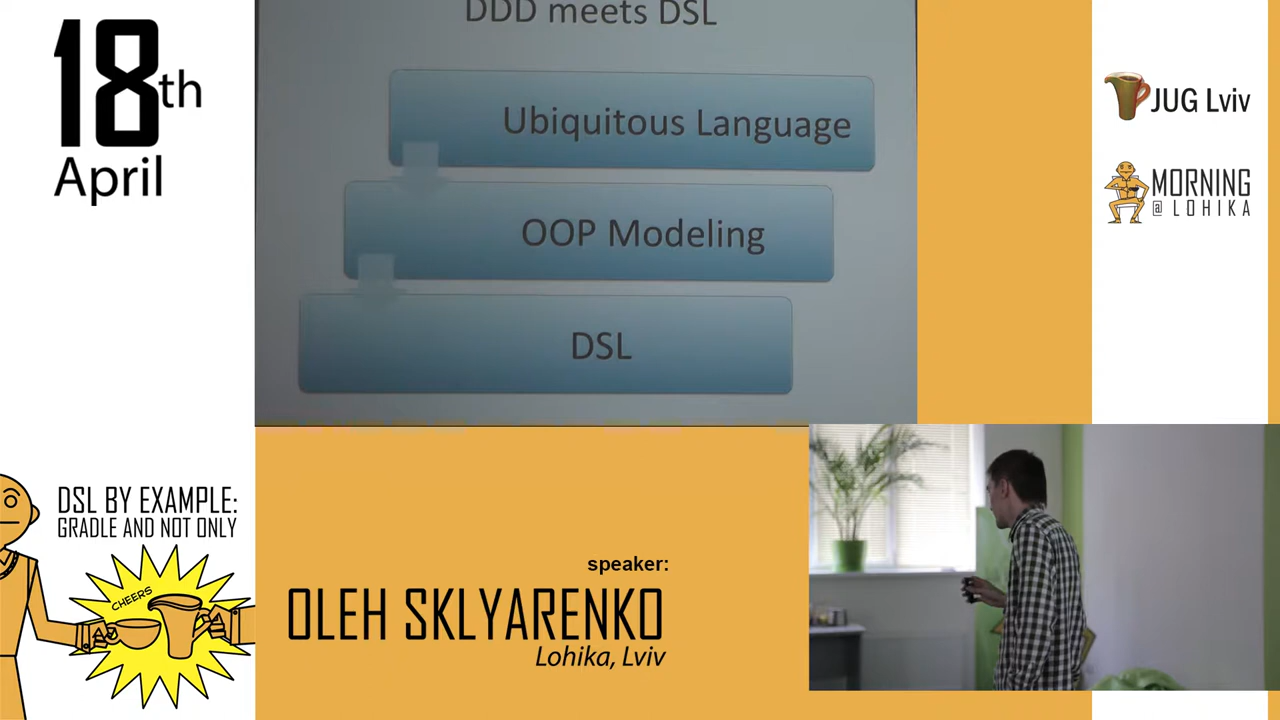 18th
April
DDD meets DSL
Ubiquitous Language
OOP Modeling
DSL
JUG Lviv
MORNING
@ LOHIKA
DSL BY EXAMPLE:
GRADLE AND NOT ONLY
CHEERS
speaker:
OLEH SKLYARENKO
Lohika, Lviv